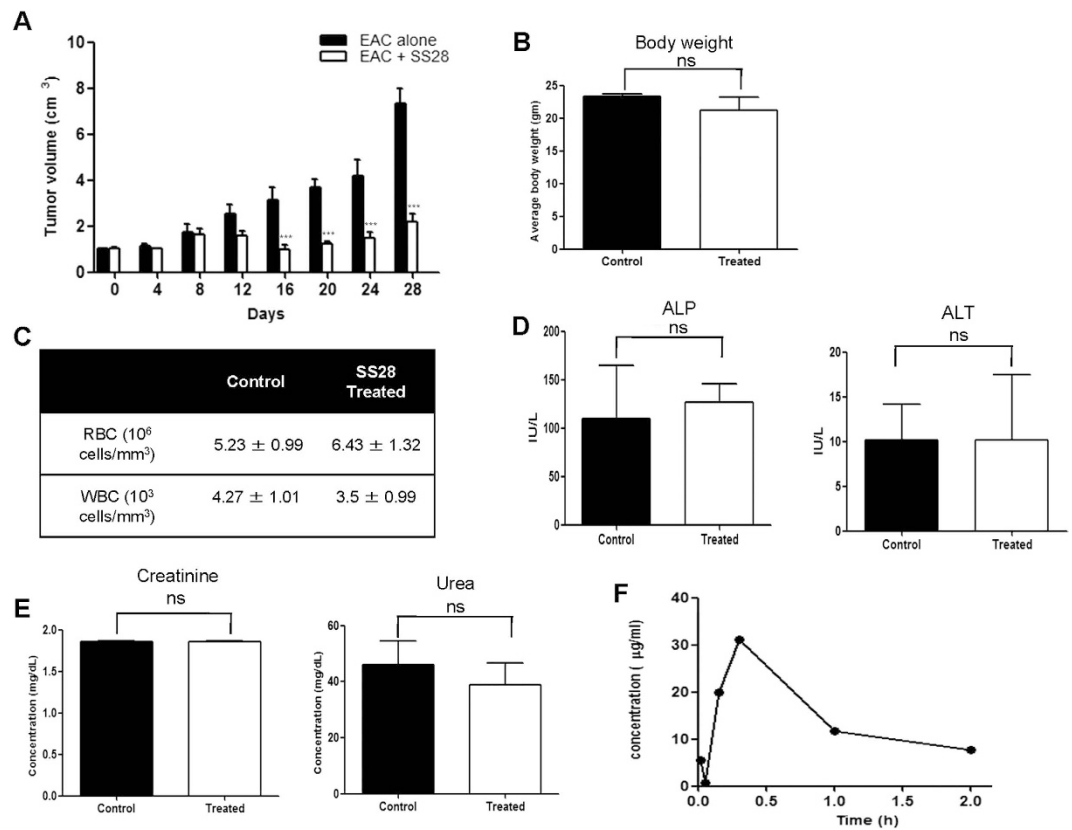 A
EAC alone
EAC + SS28
Tumor volume (cm 3)
10
8
6
4
2
0
***
***
***
***
0 4 8 12 16 20 24 28
Days
B
Body weight
ns
Average body weight (gm)
25
20
15
10
5
0
Control Treated
C
Control SS28 Treated
RBC (10⁶ cells/mm³) 5.23 ± 0.99 6.43 ± 1.32
WBC (10³ cells/mm³) 4.27 ± 1.01 3.5 ± 0.99
D
ALP
ns
IU/L
200
150
100
50
0
Control Treated
ALT
ns
IU/L
20
15
10
5
0
Control Treated
E
Creatinine
ns
Concentration (mg/dL)
2.0
1.5
1.0
0.5
0.0
Control Treated
Urea
ns
Concentration (mg/dL)
60
40
20
0
Control Treated
F
concentration ( μg/ml)
40
30
20
10
0
0.0 0.5 1.0 1.5 2.0
Time (h)